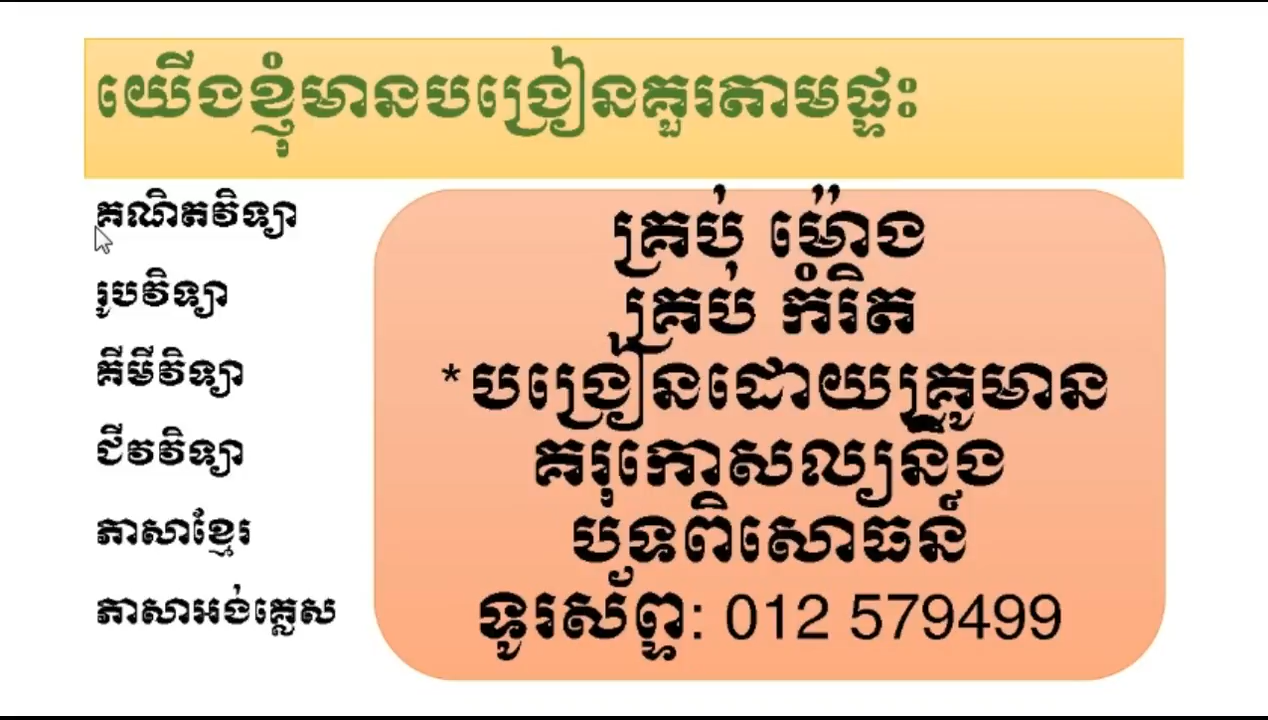 យើងខ្ញុំមានបង្រៀនគួរតាមផ្ទះ
គណិតវិទ្យា
រូបវិទ្យា
គីមីវិទ្យា
ជីវវិទ្យា
ភាសាខ្មែរ
ភាសាអង់គ្លេស
គ្រប់ ម៉ោង
គ្រប់ កំរិត
*បង្រៀនដោយគ្រូមាន
គរុកោសល្យនឹង
បទពិសោធន៍
ទូរស័ព្ទ: 012 579499